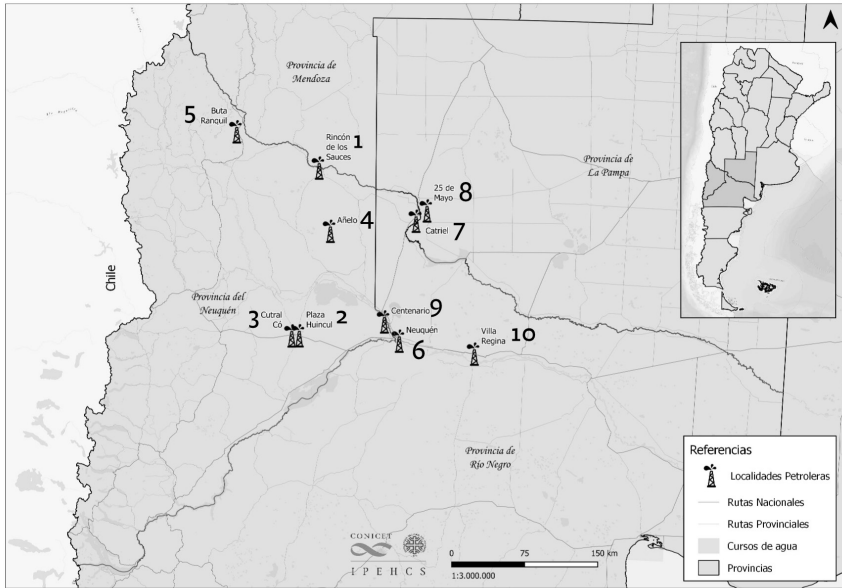 Provincia de
Mendoza
5
Buta
Ranquil
Rincón
de los
Sauces
1
Provincia de
La Pampa
25 de
Mayo
8
Añelo
4
Catriel
7
Chile
Provincia del
Neuquén
3
Cutral
Có
Plaza
Huincul
2
Centenario
9
Neuquén
6
Villa
Regina
10
Provincia de
Río Negro
Referencias
Localidades Petroleras
Rutas Nacionales
Rutas Provinciales
Cursos de agua
Provincias
CONICET
IPEHCS
0
75
150 km
1:3.000.000